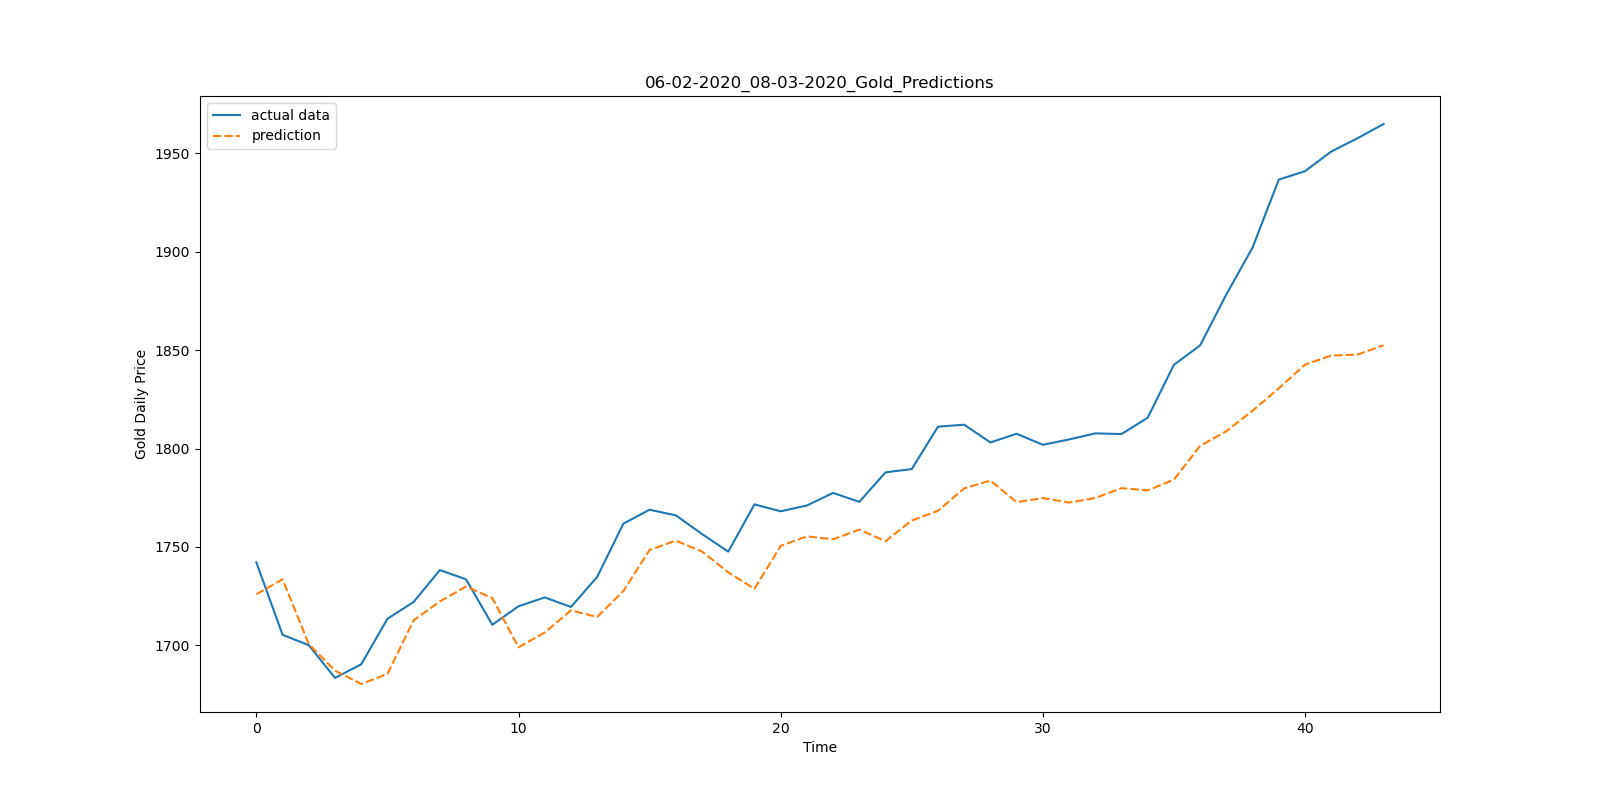 06-02-2020_08-03-2020_Gold_Predictions
actual data
prediction
1950
1900
1850
1800
1750
1700
Gold Daily Price
0 10 20 30 40
Time